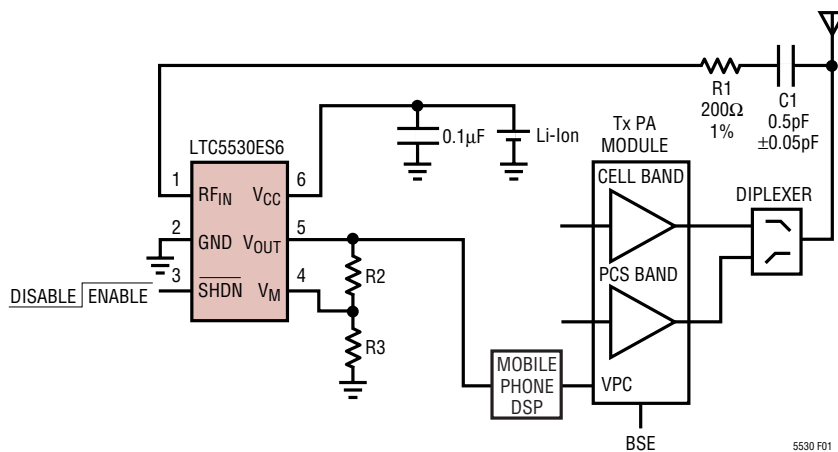 R1
200Ω
1%
C1
0.5pF
±0.05pF
0.1µF
Li-Ion
Tx PA
MODULE
LTC5530ES6
1
6
RFIN
VCC
CELL BAND
DIPLEXER
2
5
GND
VOUT
3
4
SHDN
VM
DISABLE ENABLE
R2
PCS BAND
R3
MOBILE
PHONE
DSP
VPC
BSE
5530 F01